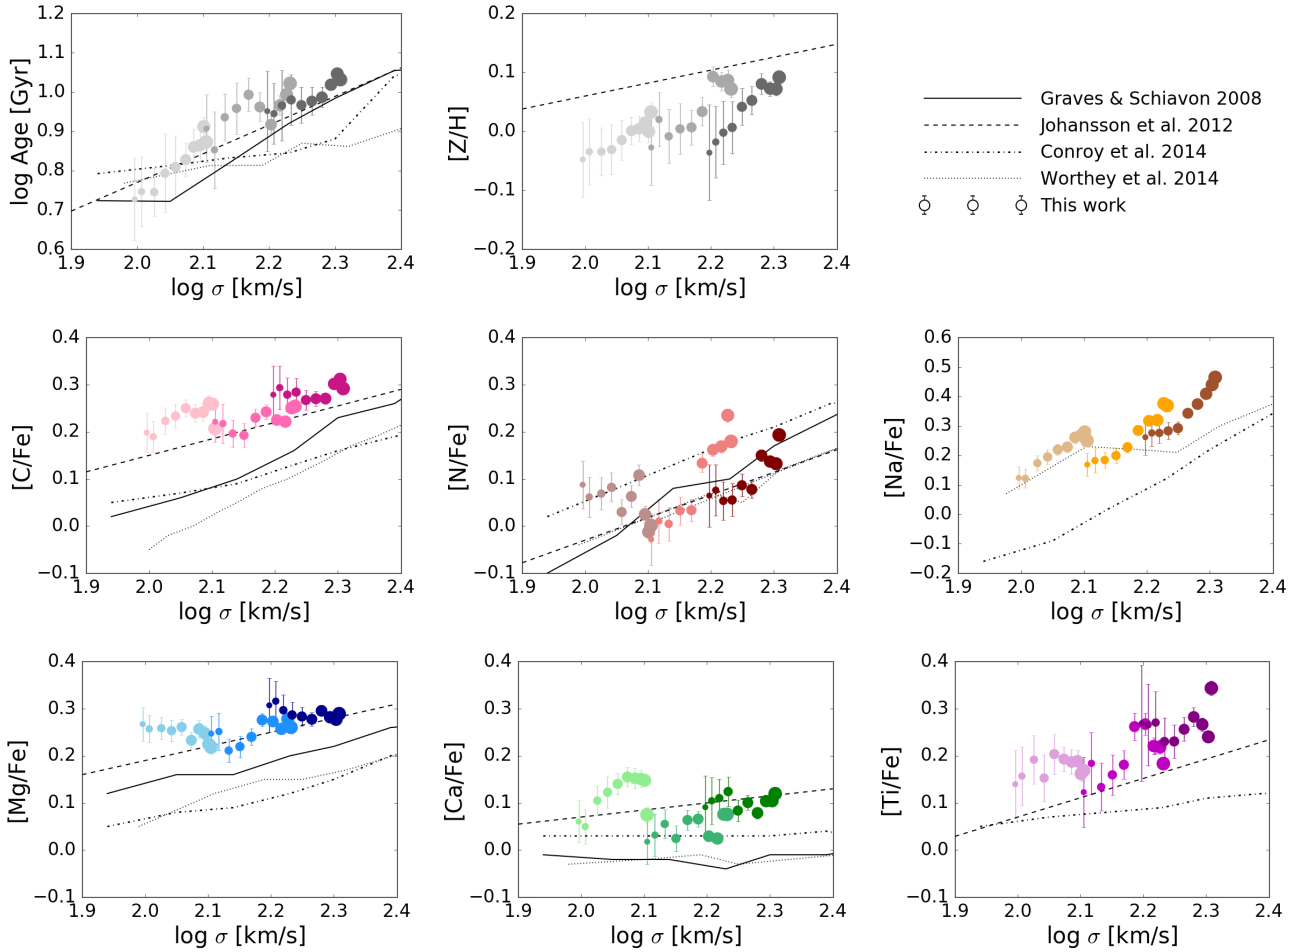 1.2
1.1
1.0
0.9
0.8
0.7
0.6
log Age [Gyr]
1.9 2.0 2.1 2.2 2.3 2.4
log σ [km/s]
0.2
0.1
0.0
−0.1
−0.2
[Z/H]
1.9 2.0 2.1 2.2 2.3 2.4
log σ [km/s]
Graves & Schiavon 2008
Johansson et al. 2012
Conroy et al. 2014
Worthey et al. 2014
This work
0.4
0.3
0.2
0.1
0.0
−0.1
[C/Fe]
1.9 2.0 2.1 2.2 2.3 2.4
log σ [km/s]
0.4
0.3
0.2
0.1
0.0
−0.1
[N/Fe]
1.9 2.0 2.1 2.2 2.3 2.4
log σ [km/s]
0.6
0.5
0.4
0.3
0.2
0.1
0.0
−0.1
−0.2
[Na/Fe]
1.9 2.0 2.1 2.2 2.3 2.4
log σ [km/s]
0.4
0.3
0.2
0.1
0.0
−0.1
[Mg/Fe]
1.9 2.0 2.1 2.2 2.3 2.4
log σ [km/s]
0.4
0.3
0.2
0.1
0.0
−0.1
[Ca/Fe]
1.9 2.0 2.1 2.2 2.3 2.4
log σ [km/s]
0.4
0.3
0.2
0.1
0.0
−0.1
[Ti/Fe]
1.9 2.0 2.1 2.2 2.3 2.4
log σ [km/s]